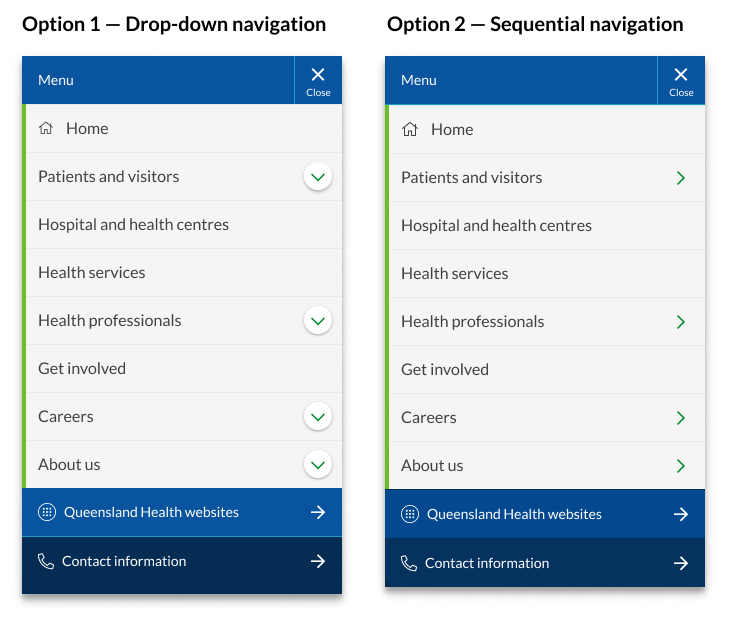 Option 1 — Drop-down navigation
Menu
Close
Home
Patients and visitors
Hospital and health centres
Health services
Health professionals
Get involved
Careers
About us
Queensland Health websites
Contact information
Option 2 — Sequential navigation
Menu
Close
Home
Patients and visitors
Hospital and health centres
Health services
Health professionals
Get involved
Careers
About us
Queensland Health websites
Contact information